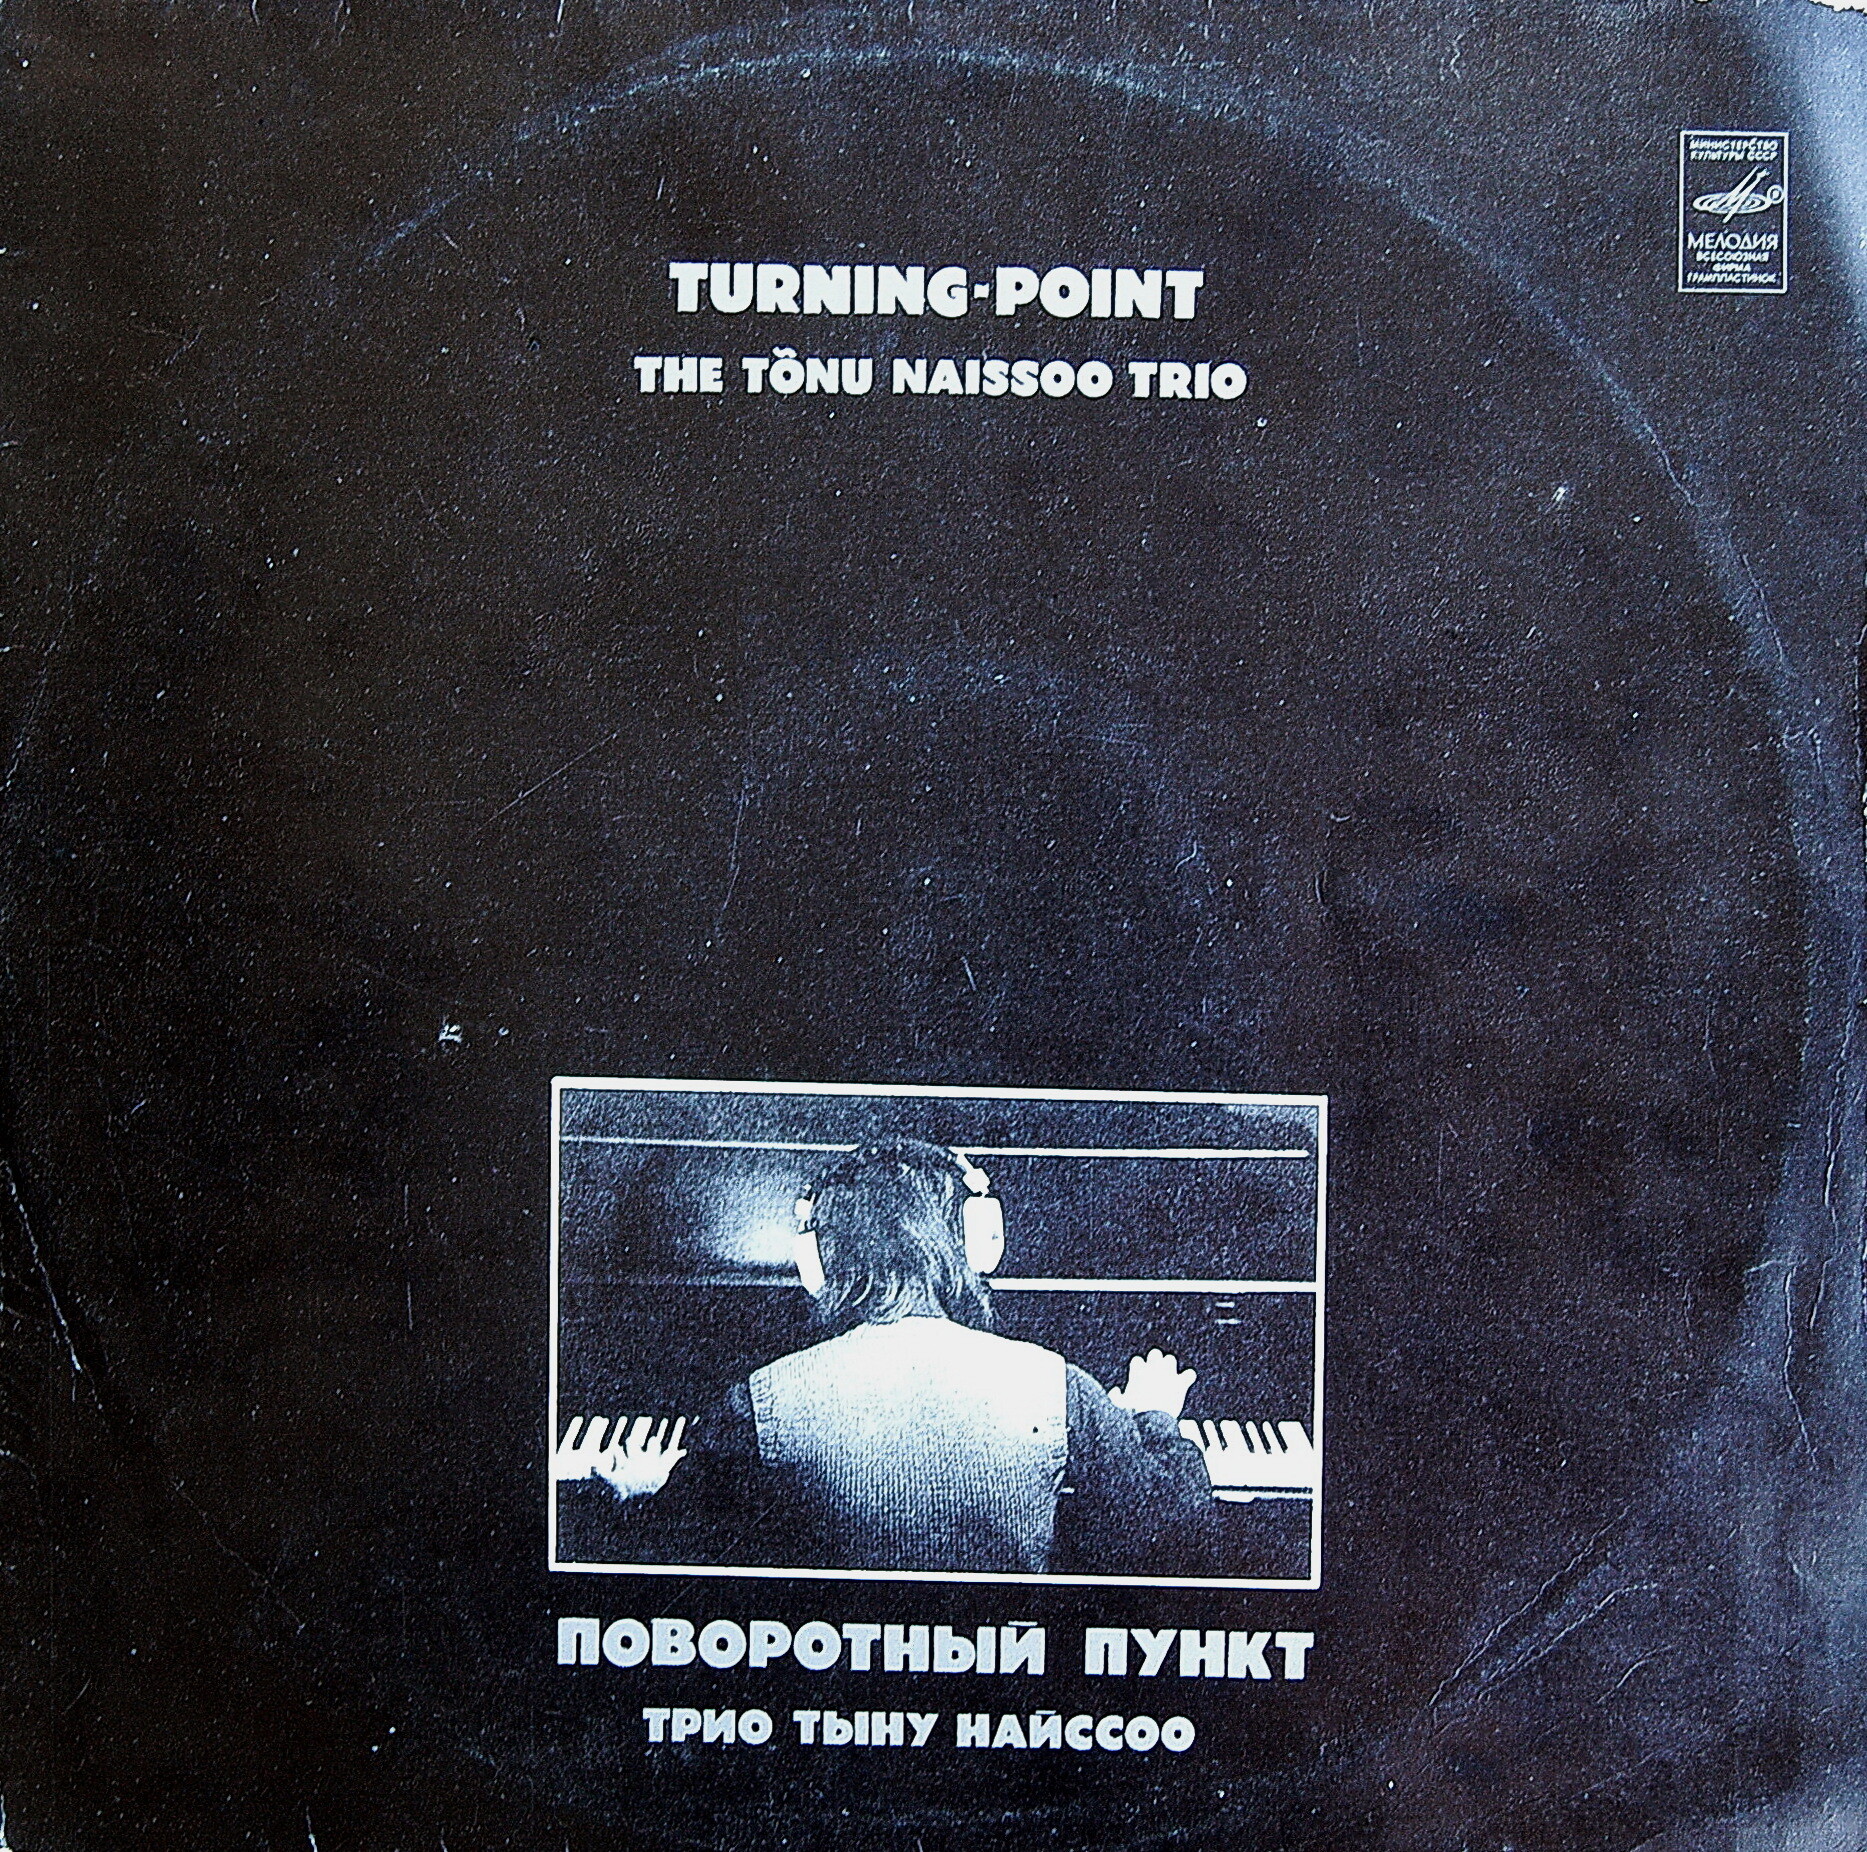 МИНИСТЕРСТВО
КУЛЬТУРЫ СССР
МЕЛОДИЯ
ВСЕСОЮЗНАЯ
ФИРМА
ГРАМПЛАСТИНОК
TURNING-POINT
THE TÕNU NAISSOO TRIO
ПОВОРОТНЫЙ ПУНКТ
ТРИО ТЫНУ НАЙССОО